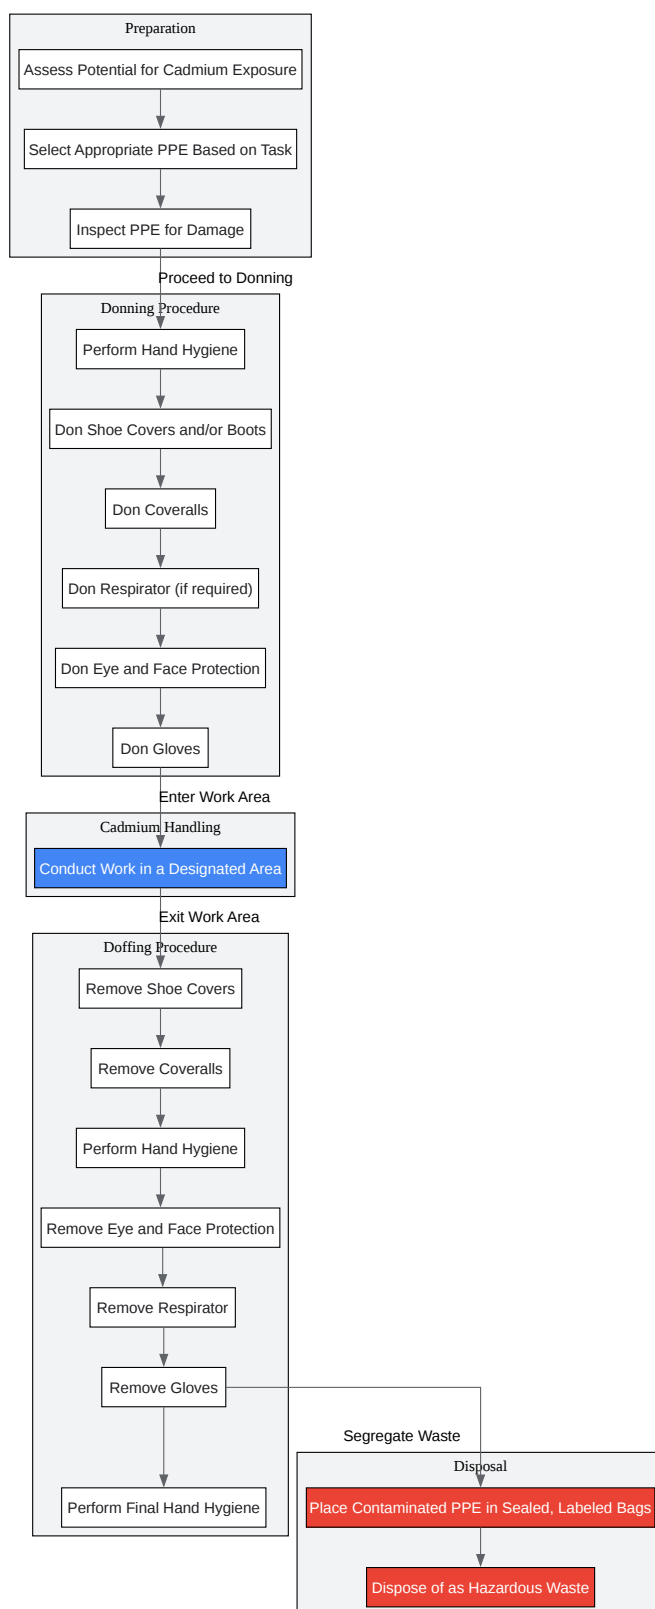 Preparation
Assess Potential for Cadmium Exposure
Select Appropriate PPE Based on Task
Inspect PPE for Damage
Proceed to Donning
Donning Procedure
Perform Hand Hygiene
Don Shoe Covers and/or Boots
Don Coveralls
Don Respirator (if required)
Don Eye and Face Protection
Don Gloves
Enter Work Area
Cadmium Handling
Conduct Work in a Designated Area
Exit Work Area
Doffing Procedure
Remove Shoe Covers
Remove Coveralls
Perform Hand Hygiene
Remove Eye and Face Protection
Remove Respirator
Remove Gloves
Segregate Waste
Disposal
Perform Final Hand Hygiene
Place Contaminated PPE in Sealed, Labeled Bags
Dispose of as Hazardous Waste